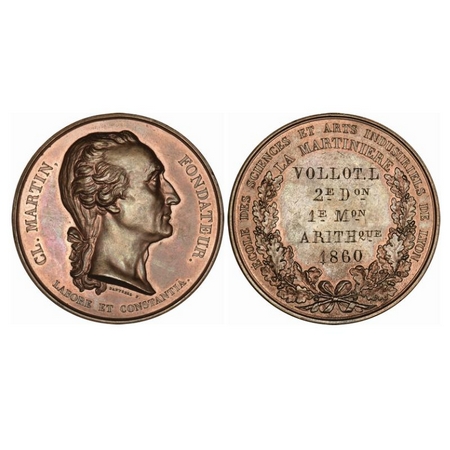 CL. MARTIN,
FONDATEUR.
LABORE ET CONSTANTIA.
ÉCOLE DES SCIENCES ET ARTS INDUSTRIELS DE LYON
LA MARTINIERE
VOLLOT.L
2E DON
1E MON
ARITHQUE
1860